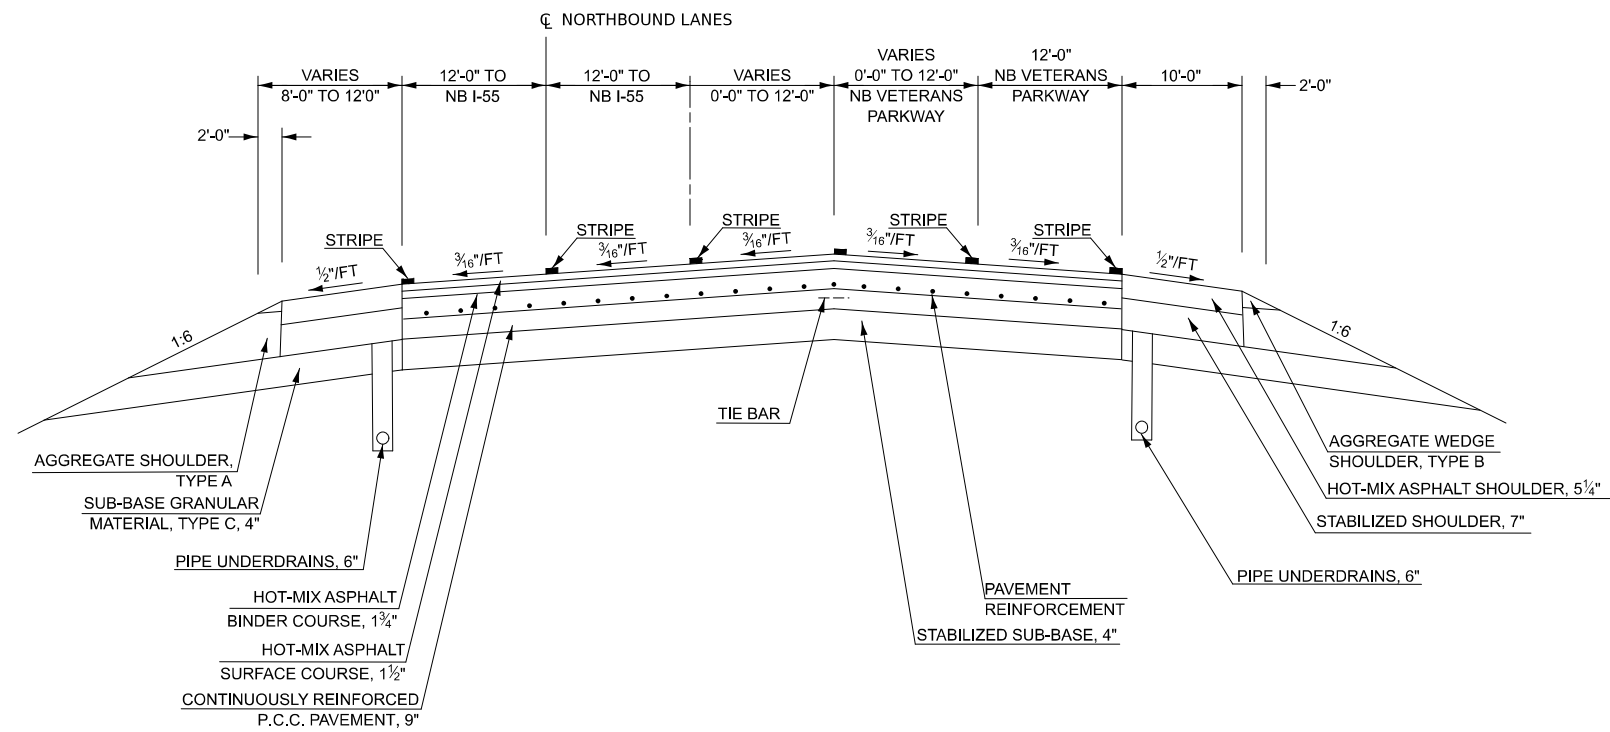 ℄ NORTHBOUND LANES
VARIES
8'-0" TO 12'0"
12'-0" TO
NB I-55
12'-0" TO
NB I-55
VARIES
0'-0" TO 12'-0"
VARIES
0'-0" TO 12'-0"
NB VETERANS
PARKWAY
12'-0"
NB VETERANS
PARKWAY
10'-0"
2'-0"
2'-0"
STRIPE
STRIPE
STRIPE
STRIPE
STRIPE
1/2"/FT
3/16"/FT
3/16"/FT
3/16"/FT
3/16"/FT
3/16"/FT
1/2"/FT
1:6
1:6
TIE BAR
AGGREGATE SHOULDER,
TYPE A
SUB-BASE GRANULAR
MATERIAL, TYPE C, 4"
PIPE UNDERDRAINS, 6"
HOT-MIX ASPHALT
BINDER COURSE, 1 3/4"
HOT-MIX ASPHALT
SURFACE COURSE, 1 1/2"
CONTINUOUSLY REINFORCED
P.C.C. PAVEMENT, 9"
AGGREGATE WEDGE
SHOULDER, TYPE B
HOT-MIX ASPHALT SHOULDER, 5 1/4"
STABILIZED SHOULDER, 7"
PIPE UNDERDRAINS, 6"
PAVEMENT
REINFORCEMENT
STABILIZED SUB-BASE, 4"